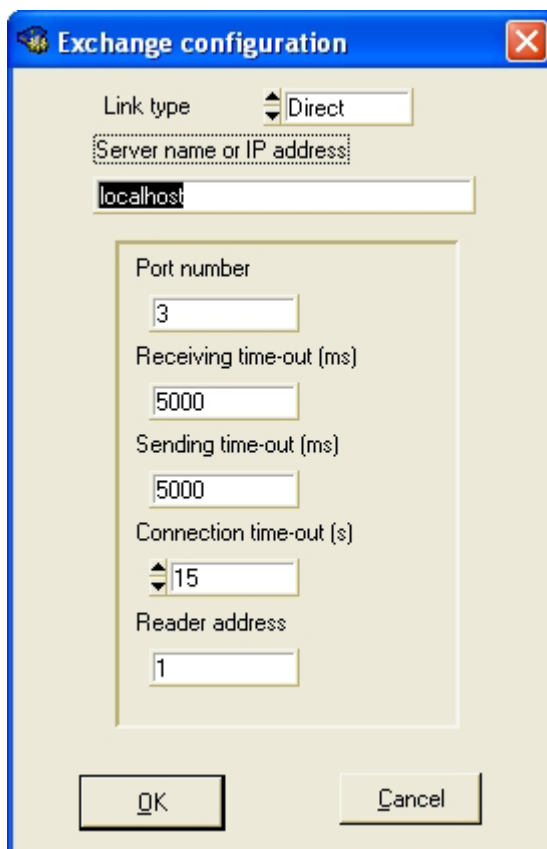 Exchange configuration
Link type Direct
Server name or IP address
localhost
Port number
3
Receiving time-out (ms)
5000
Sending time-out (ms)
5000
Connection time-out (s)
15
Reader address
1
OK Cancel